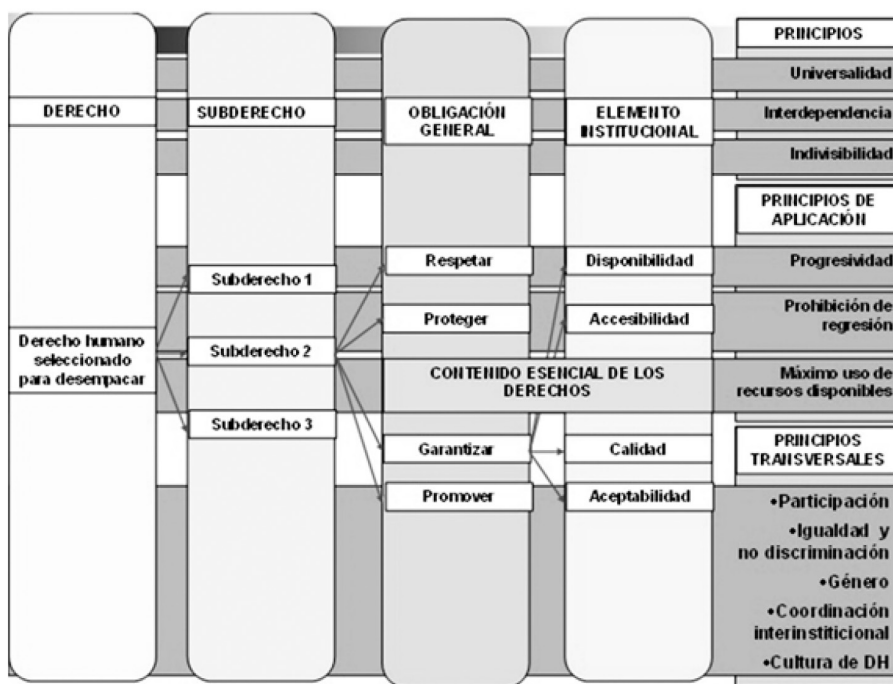 DERECHO
Derecho humano
seleccionado
para desempacar
SUBDERECHO
Subderecho 1
Subderecho 2
Subderecho 3
OBLIGACIÓN
GENERAL
Respetar
Proteger
CONTENIDO ESENCIAL DE LOS
DERECHOS
Garantizar
Promover
ELEMENTO
INSTITUCIONAL
Disponibilidad
Accesibilidad
Calidad
Aceptabilidad
PRINCIPIOS
Universalidad
Interdependencia
Indivisibilidad
PRINCIPIOS DE
APLICACIÓN
Progresividad
Prohibición de
regresión
Máximo uso de
recursos disponibles
PRINCIPIOS
TRANSVERSALES
•Participación
•Igualdad y
no discriminación
•Género
•Coordinación
interinstiticional
•Cultura de DH